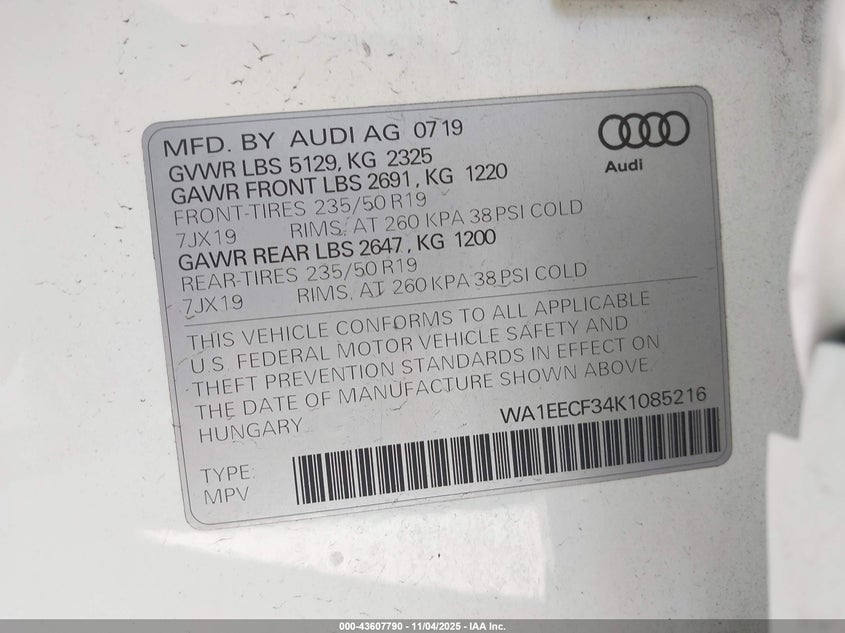 MFD. BY AUDI AG 07 19
GVWR LBS 5129, KG 2325
GAWR FRONT LBS 2691, KG 1220
FRONT-TIRES 235/50 R19
7JX19 RIMS, AT 260 KPA 38 PSI COLD
GAWR REAR LBS 2647, KG 1200
REAR-TIRES 235/50 R19
7JX19 RIMS, AT 260 KPA 38 PSI COLD
Audi
THIS VEHICLE CONFORMS TO ALL APPLICABLE
U.S. FEDERAL MOTOR VEHICLE SAFETY AND
THEFT PREVENTION STANDARDS IN EFFECT ON
THE DATE OF MANUFACTURE SHOWN ABOVE.
HUNGARY
WA1EECF34K1085216
TYPE:
MPV
000-43607790 - 11/04/2025 - IAA Inc.